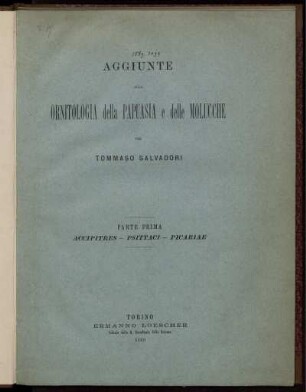 AGGIUNTE
ALLA
ORNITOLOGIA della PAPUASIA e delle MOLUCCHE
PER
TOMMASO SALVADORI
PARTE PRIMA
ACCIPITRES — PSITTACI — PICARIAE
TORINO
ERMANNO LOESCHER